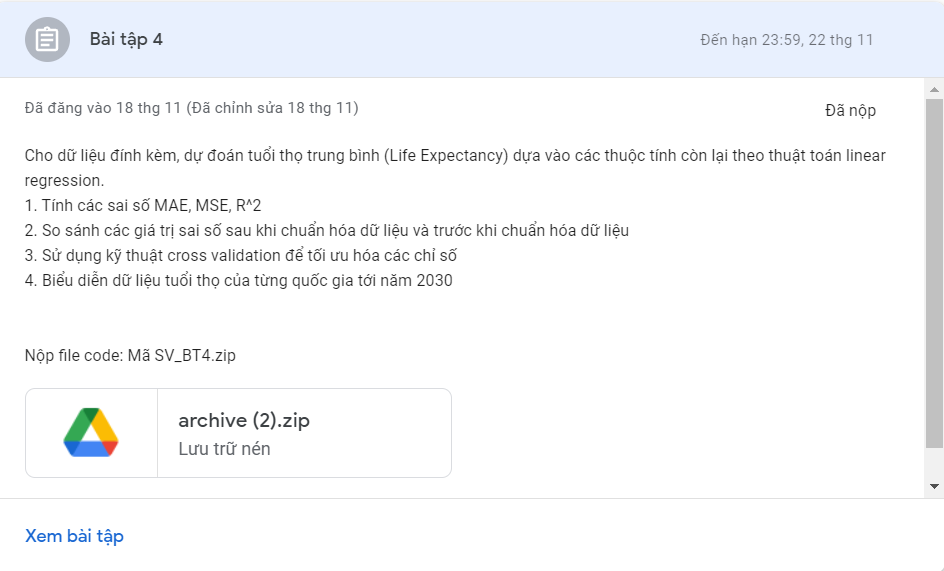 Bài tập 4
Đến hạn 23:59, 22 thg 11
Đã đăng vào 18 thg 11 (Đã chỉnh sửa 18 thg 11)
Đã nộp
Cho dữ liệu đính kèm, dự đoán tuổi thọ trung bình (Life Expectancy) dựa vào các thuộc tính còn lại theo thuật toán linear
regression.
1. Tính các sai số MAE, MSE, R^2
2. So sánh các giá trị sai số sau khi chuẩn hóa dữ liệu và trước khi chuẩn hóa dữ liệu
3. Sử dụng kỹ thuật cross validation để tối ưu hóa các chỉ số
4. Biểu diễn dữ liệu tuổi thọ của từng quốc gia tới năm 2030
Nộp file code: Mã SV_BT4.zip
archive (2).zip
Lưu trữ nén
Xem bài tập